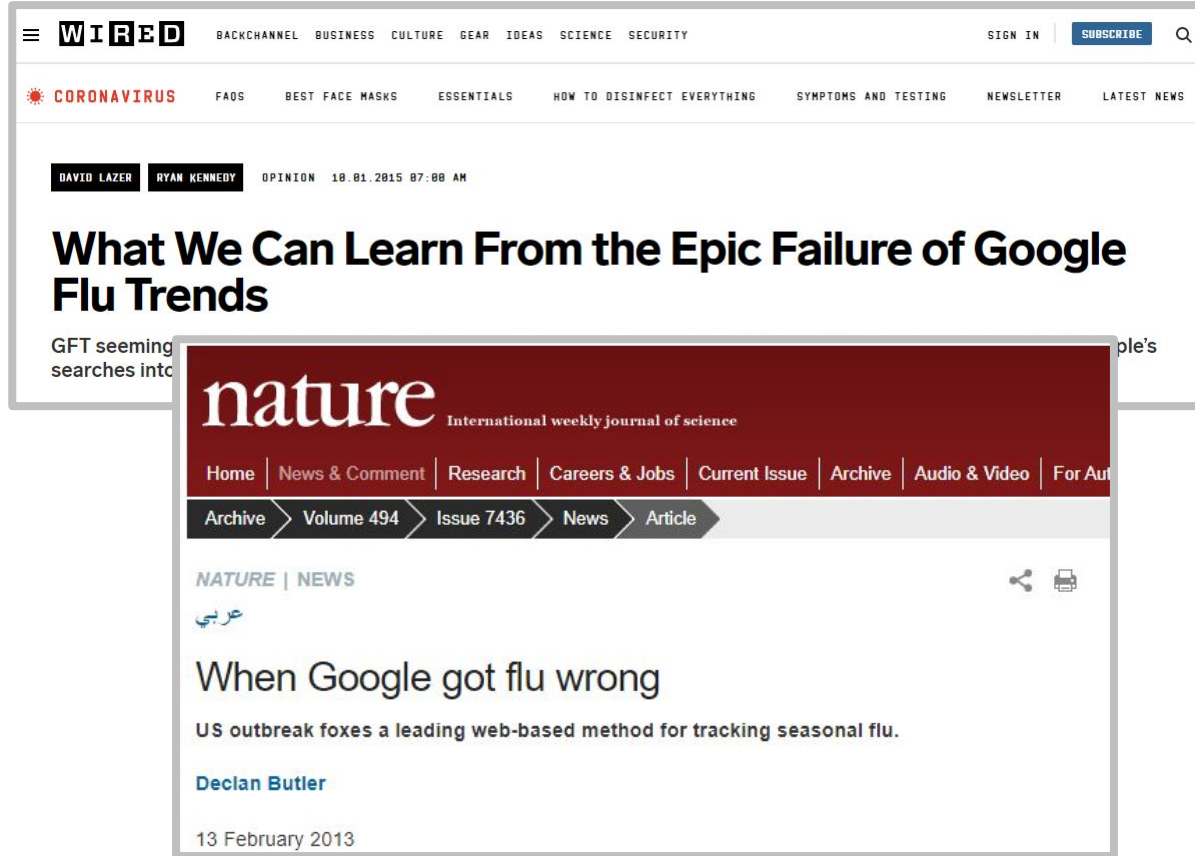 WIRED BACKCHANNEL BUSINESS CULTURE GEAR IDEAS SCIENCE SECURITY SIGN IN SUBSCRIBE
CORONAVIRUS FAQS BEST FACE MASKS ESSENTIALS HOW TO DISINFECT EVERYTHING SYMPTOMS AND TESTING NEWSLETTER LATEST NEWS
DAVID LAZER RYAN KENNEDY OPINION 10.01.2015 07:00 AM
What We Can Learn From the Epic Failure of Google
Flu Trends
GFT seeming
searches into
nature International weekly journal of science
Home News & Comment Research Careers & Jobs Current Issue Archive Audio & Video For Aut
Archive Volume 494 Issue 7436 News Article
NATURE | NEWS
عربي
When Google got flu wrong
US outbreak foxes a leading web-based method for tracking seasonal flu.
Declan Butler
13 February 2013